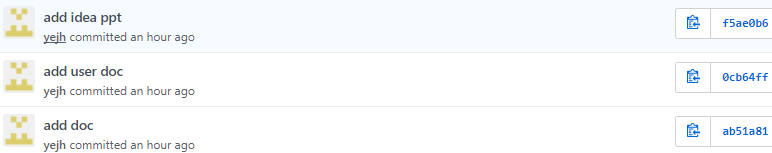 add idea ppt
yejh committed an hour ago
f5ae0b6
add user doc
yejh committed an hour ago
0cb64ff
add doc
yejh committed an hour ago
ab51a81